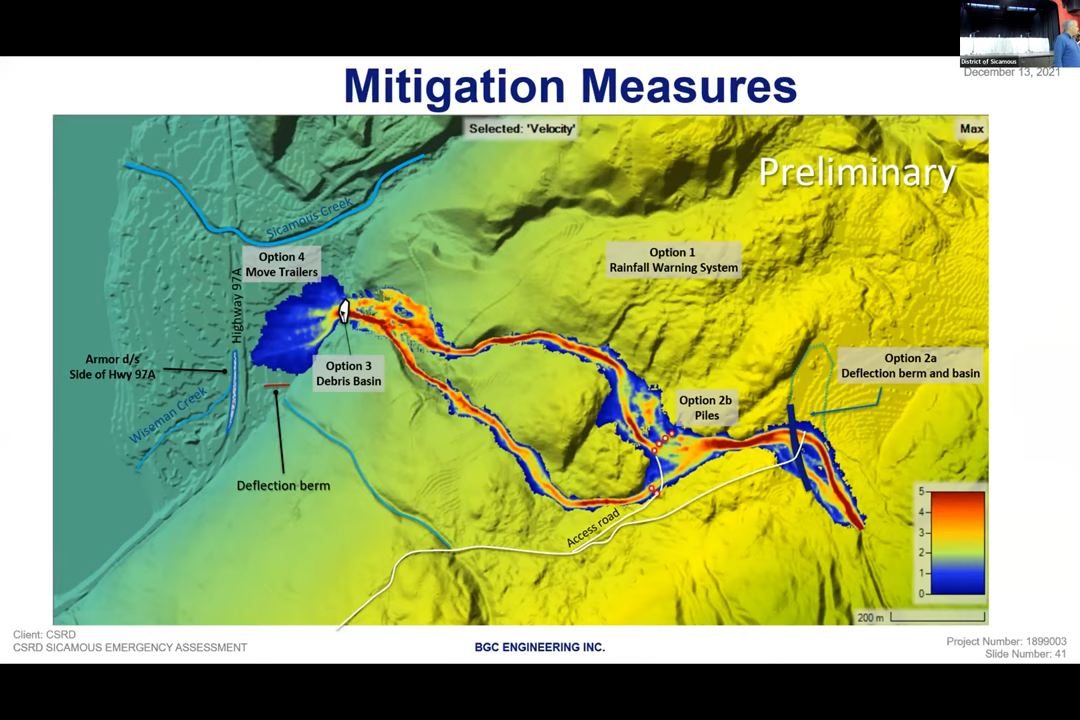 District of Sicamous
December 13, 2021
Mitigation Measures
Selected: 'Velocity'
Max
Preliminary
Sicamous Creek
Option 4
Move Trailers
Option 1
Rainfall Warning System
Highway 97A
Armor d/s
Side of Hwy 97A
Option 3
Debris Basin
Option 2a
Deflection berm and basin
Option 2b
Piles
Wiseman Creek
Deflection berm
Access road
5
4
3
2
1
0
200 m
Client: CSRD
CSRD SICAMOUS EMERGENCY ASSESSMENT
BGC ENGINEERING INC.
Project Number: 1899003
Slide Number: 41